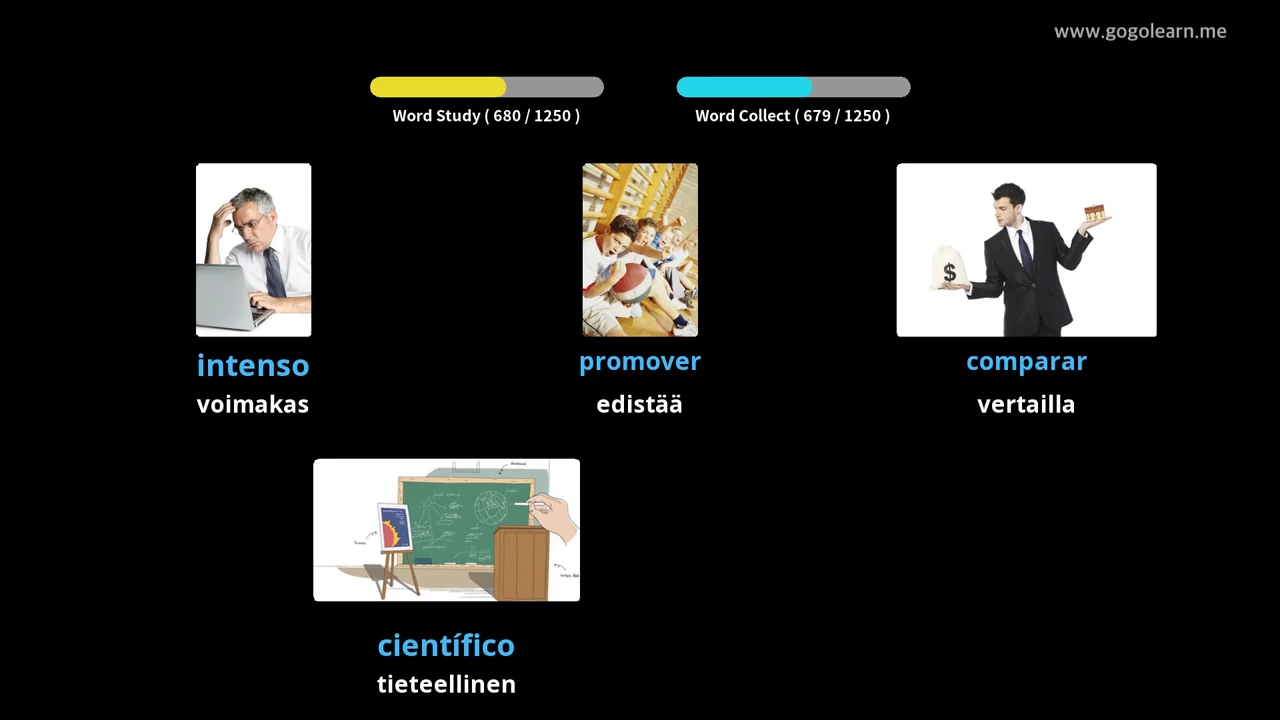 www.gogolearn.me
Word Study ( 680 / 1250 )
Word Collect ( 679 / 1250 )
intenso
voimakas
promover
edistää
comparar
vertailla
$
científico
tieteellinen